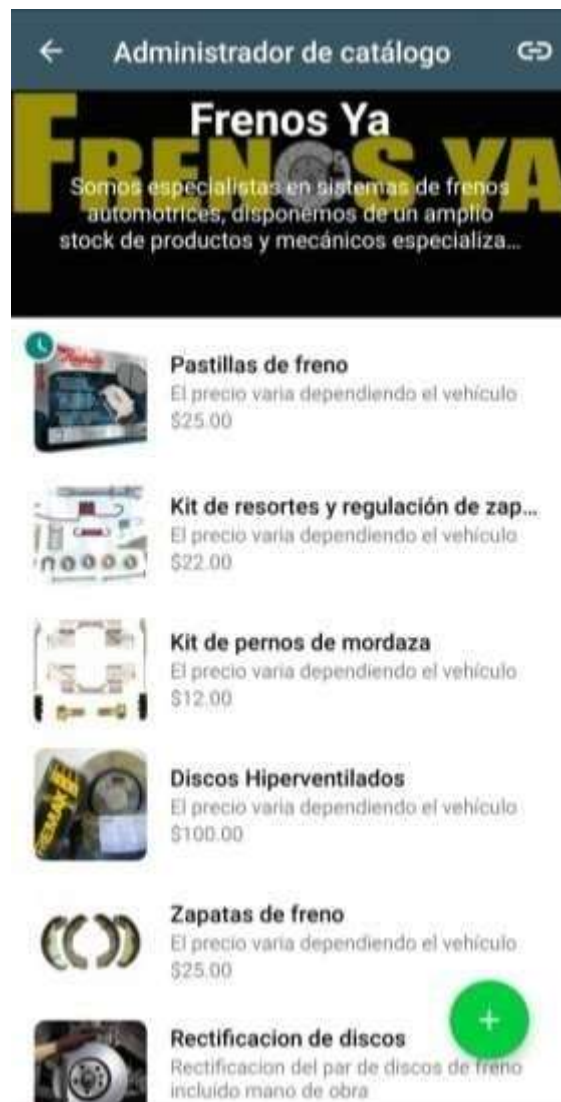 Administrador de catálogo
FRENOS YA
Frenos Ya
Somos especialistas en sistemas de frenos
automotrices, disponemos de un amplio
stock de productos y mecánicos especializa...
Pastillas de freno
El precio varia dependiendo el vehículo
$25.00
Kit de resortes y regulación de zap...
El precio varia dependiendo el vehículo
$22.00
Kit de pernos de mordaza
El precio varia dependiendo el vehículo
$12.00
Discos Hiperventilados
El precio varia dependiendo el vehículo
$100.00
Zapatas de freno
El precio varia dependiendo el vehículo
$25.00
+
Rectificacion de discos
Rectificacion del par de discos de freno
incluido mano de obra